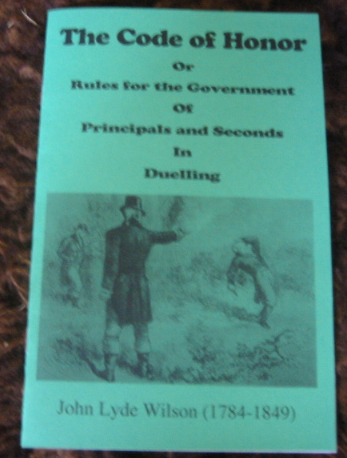 The Code of Honor
Or
Rules for the Government
Of
Principals and Seconds
In
Duelling
John Lyde Wilson (1784-1849)